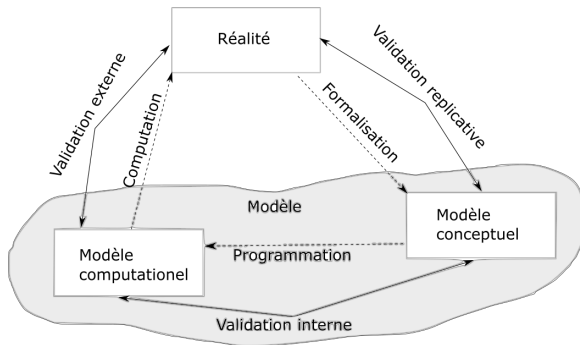 Réalité
Validation externe
Computation
Formalisation
Validation replicative
Modèle
Modèle
computationel
Programmation
Modèle
conceptuel
Validation interne